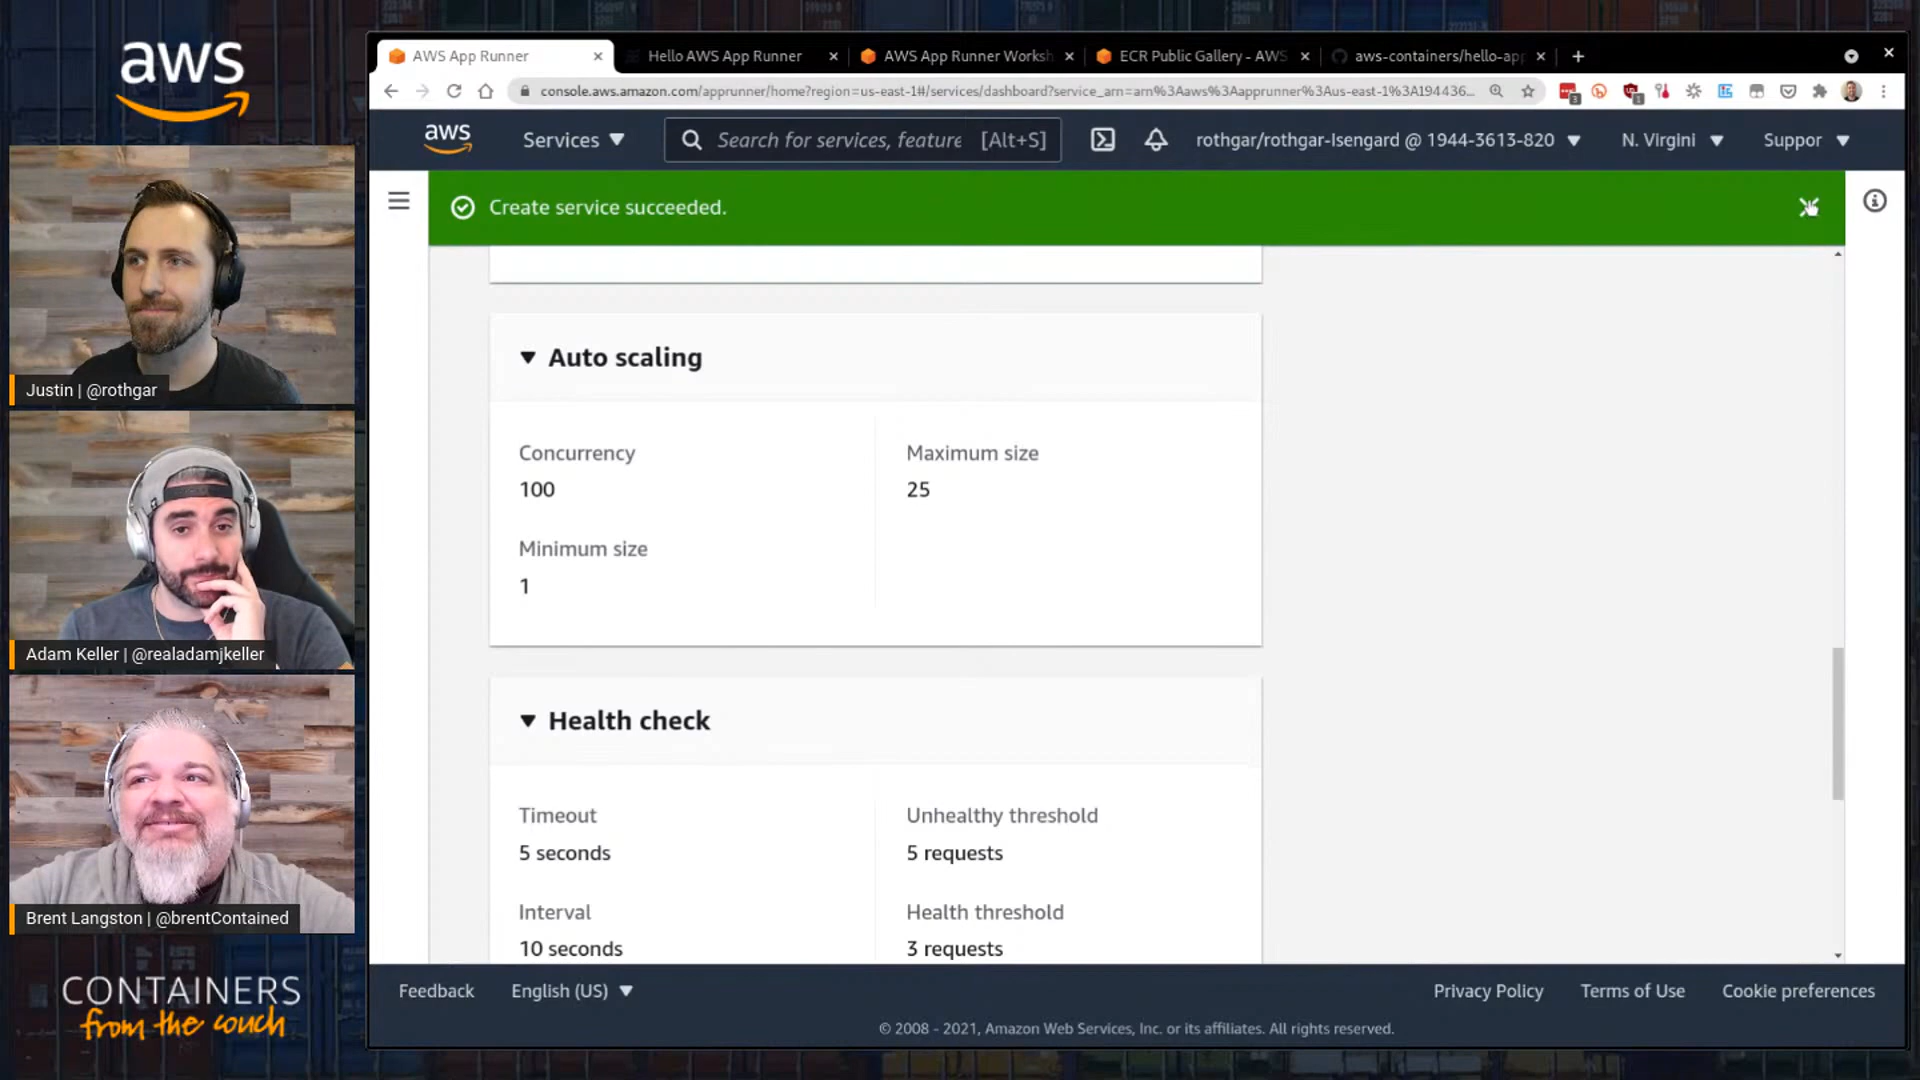 aws
Justin | @rothgar
Adam Keller | @realadamjkeller
Brent Langston | @brentContained
CONTAINERS
from the couch
AWS App Runner
Hello AWS App Runner
AWS App Runner Worksh
ECR Public Gallery - AWS
aws-containers/hello-app
console.aws.amazon.com/apprunner/home?region=us-east-1#/services/dashboard?service_arn=arn%3Aaws%3Aapprunner%3Aus-east-1%3A194436...
aws
Services
Search for services, feature
[Alt+S]
rothgar/rothgar-Isengard @ 1944-3613-820
N. Virgini
Suppor
Create service succeeded.
Auto scaling
Concurrency
100
Maximum size
25
Minimum size
1
Health check
Timeout
5 seconds
Unhealthy threshold
5 requests
Interval
10 seconds
Health threshold
3 requests
Feedback
English (US)
Privacy Policy
Terms of Use
Cookie preferences
© 2008 - 2021, Amazon Web Services, Inc. or its affiliates. All rights reserved.